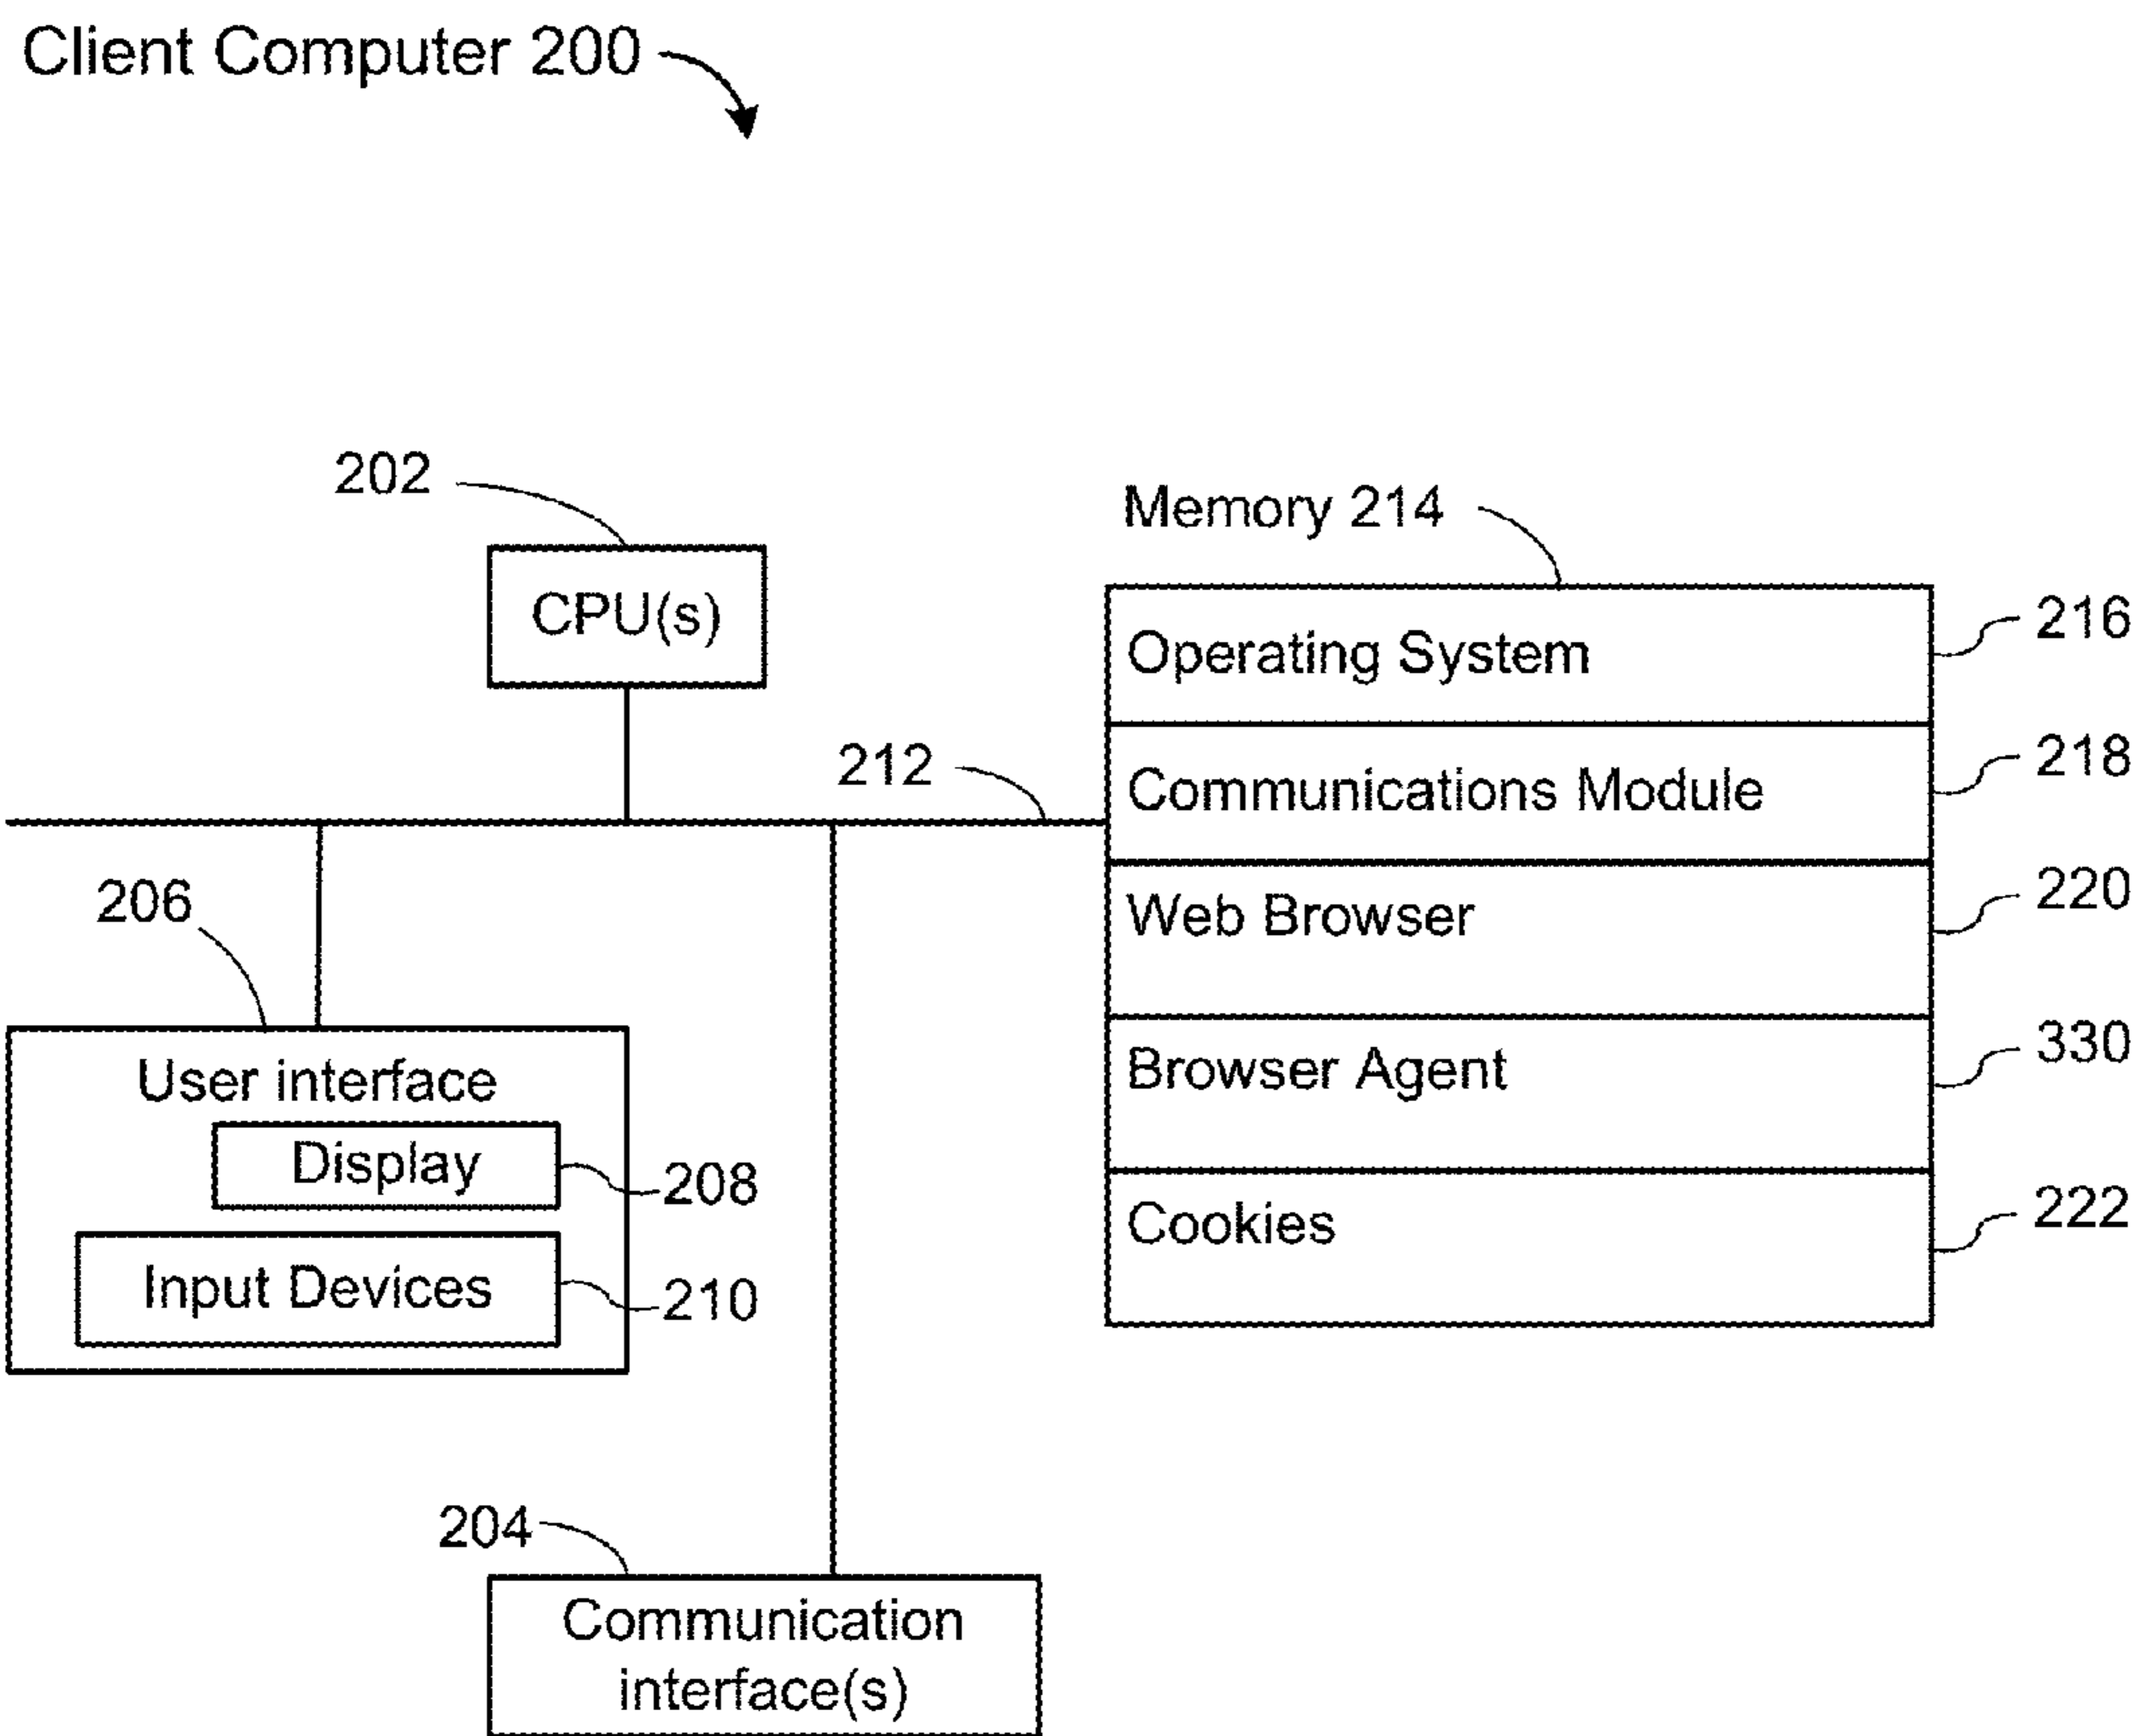 Client Computer 200
202
CPU(s)
212
206
User interface
Display
208
Input Devices
210
204
Communication
interface(s)
Memory 214
Operating System
216
Communications Module
218
Web Browser
220
Browser Agent
330
Cookies
222